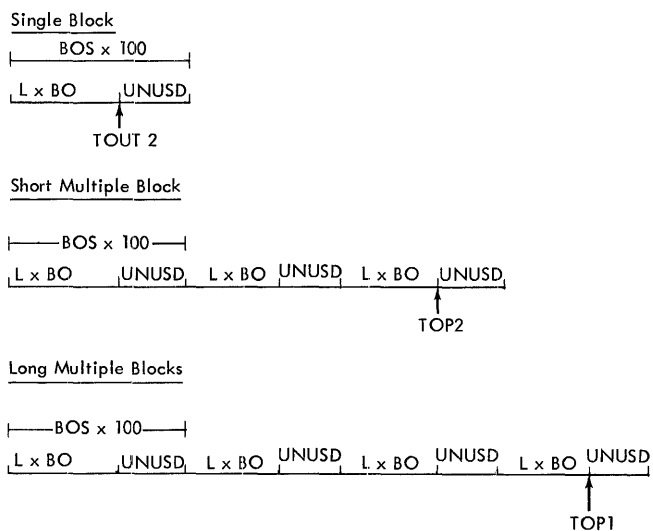 Single Block
BOS x 100
L x BO UNUSD
TOUT 2
Short Multiple Block
BOS x 100
L x BO UNUSD L x BO UNUSD L x BO UNUSD
TOP2
Long Multiple Blocks
BOS x 100
L x BO UNUSD L x BO UNUSD L x BO UNUSD L x BO UNUSD
TOP1